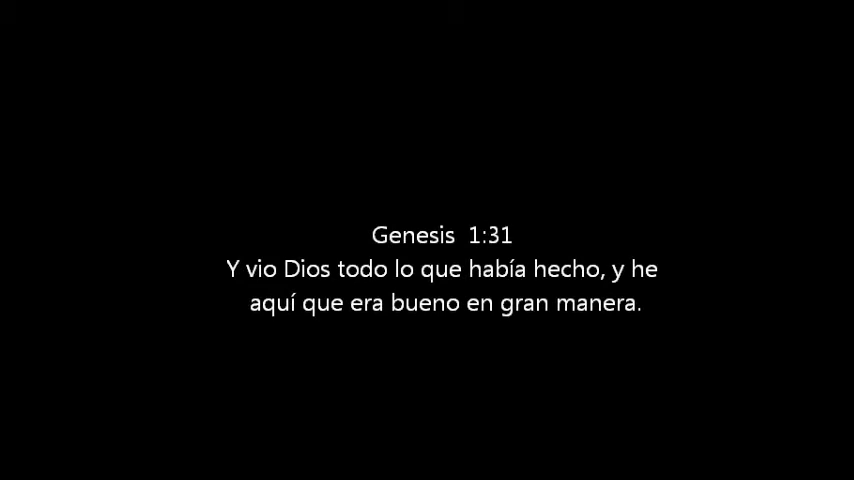 Genesis  1:31
Y vio Dios todo lo que había hecho, y he
aquí que era bueno en gran manera.